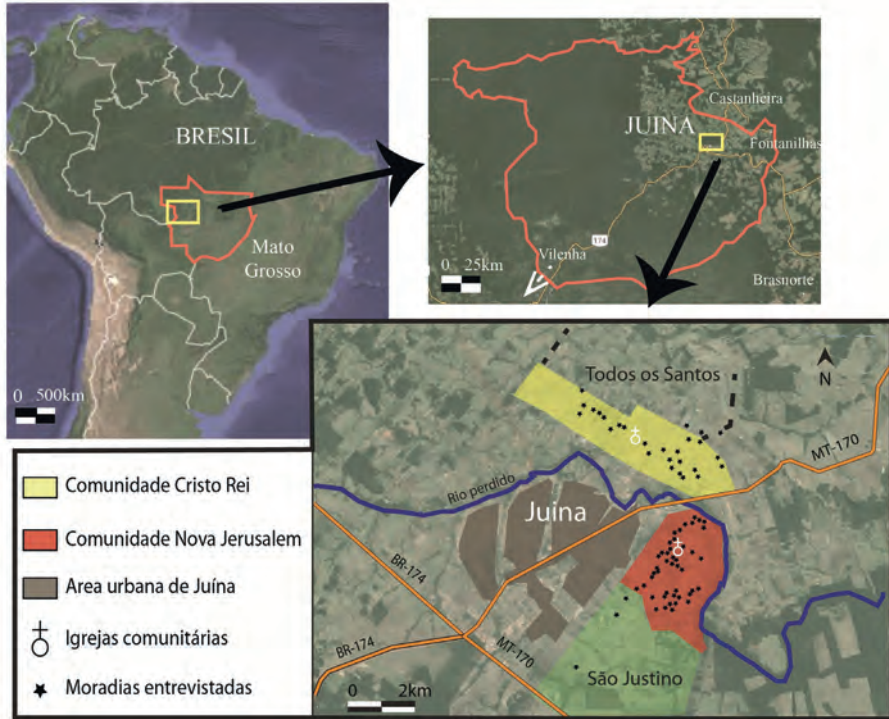 BRESIL
Mato
Grosso
0 500km
Castanheira
JUINA
Fontanilhas
174
Vilenha
0 25km
Brasnorte
Todos os Santos
N
MT-170
Rio perdido
Juina
BR-174
BR-174
MT-170
São Justino
0 2km
Comunidade Cristo Rei
Comunidade Nova Jerusalem
Area urbana de Juína
Igrejas comunitárias
Moradias entrevistadas